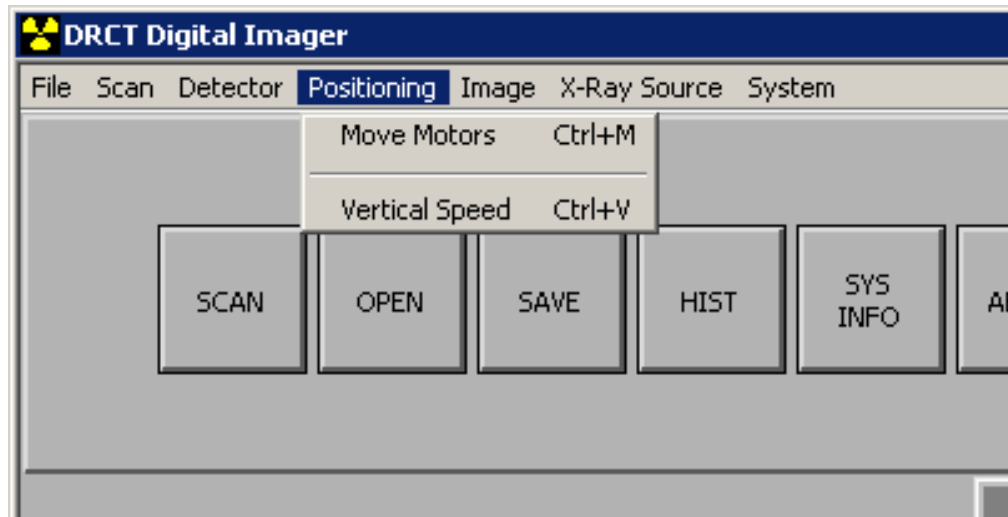 DRCT Digital Imager
File Scan Detector Positioning Image X-Ray Source System
Move Motors Ctrl+M
Vertical Speed Ctrl+V
SCAN OPEN SAVE HIST SYS INFO